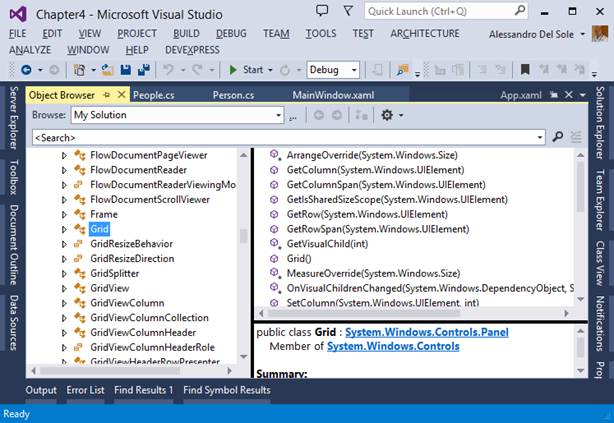 Chapter4 - Microsoft Visual Studio
Quick Launch (Ctrl+Q)
FILE EDIT VIEW PROJECT BUILD DEBUG TEAM TOOLS TEST ARCHITECTURE
Alessandro Del Sole
ANALYZE WINDOW HELP DEVEXPRESS
Start Debug
Object Browser People.cs Person.cs MainWindow.xaml App.xaml
Browse: My Solution ...
<Search>
FlowDocumentPageViewer
FlowDocumentReader
FlowDocumentReaderViewingMo
FlowDocumentScrollViewer
Frame
Grid
GridResizeBehavior
GridResizeDirection
GridSplitter
GridView
GridViewColumn
GridViewColumnCollection
GridViewColumnHeader
GridViewColumnHeaderRole
GridViewHeaderRowPresenter
ArrangeOverride(System.Windows.Size)
GetColumn(System.Windows.UIElement)
GetColumnSpan(System.Windows.UIElement)
GetIsSharedSizeScope(System.Windows.UIElement)
GetRow(System.Windows.UIElement)
GetRowSpan(System.Windows.UIElement)
GetVisualChild(int)
Grid()
MeasureOverride(System.Windows.Size)
OnVisualChildrenChanged(System.Windows.DependencyObject, S
SetColumn(System.Windows.UIElement, int)
public class Grid : System.Windows.Controls.Panel
Member of System.Windows.Controls
Summary:
Server Explorer
Toolbox
Document Outline
Data Sources
Solution Explorer
Team Explorer
Class View
Notifications
Prop
Output Error List Find Results 1 Find Symbol Results
Ready